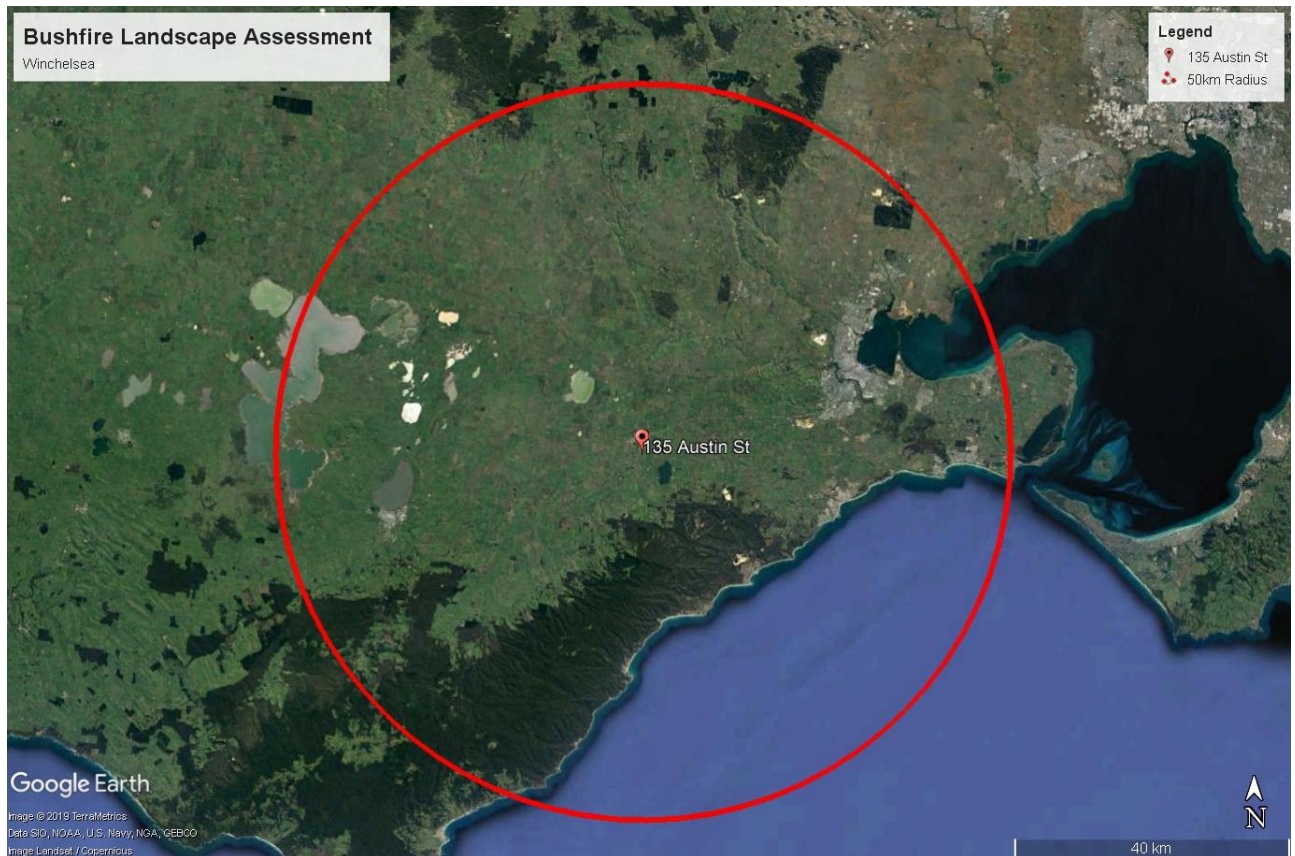 Bushfire Landscape Assessment
Winchelsea
Legend
135 Austin St
50km Radius
135 Austin St
Google Earth
Image © 2019 TerraMetrics
Data SIO, NOAA, U.S. Navy, NGA, GEBCO
Image Landsat / Copernicus
N
40 km